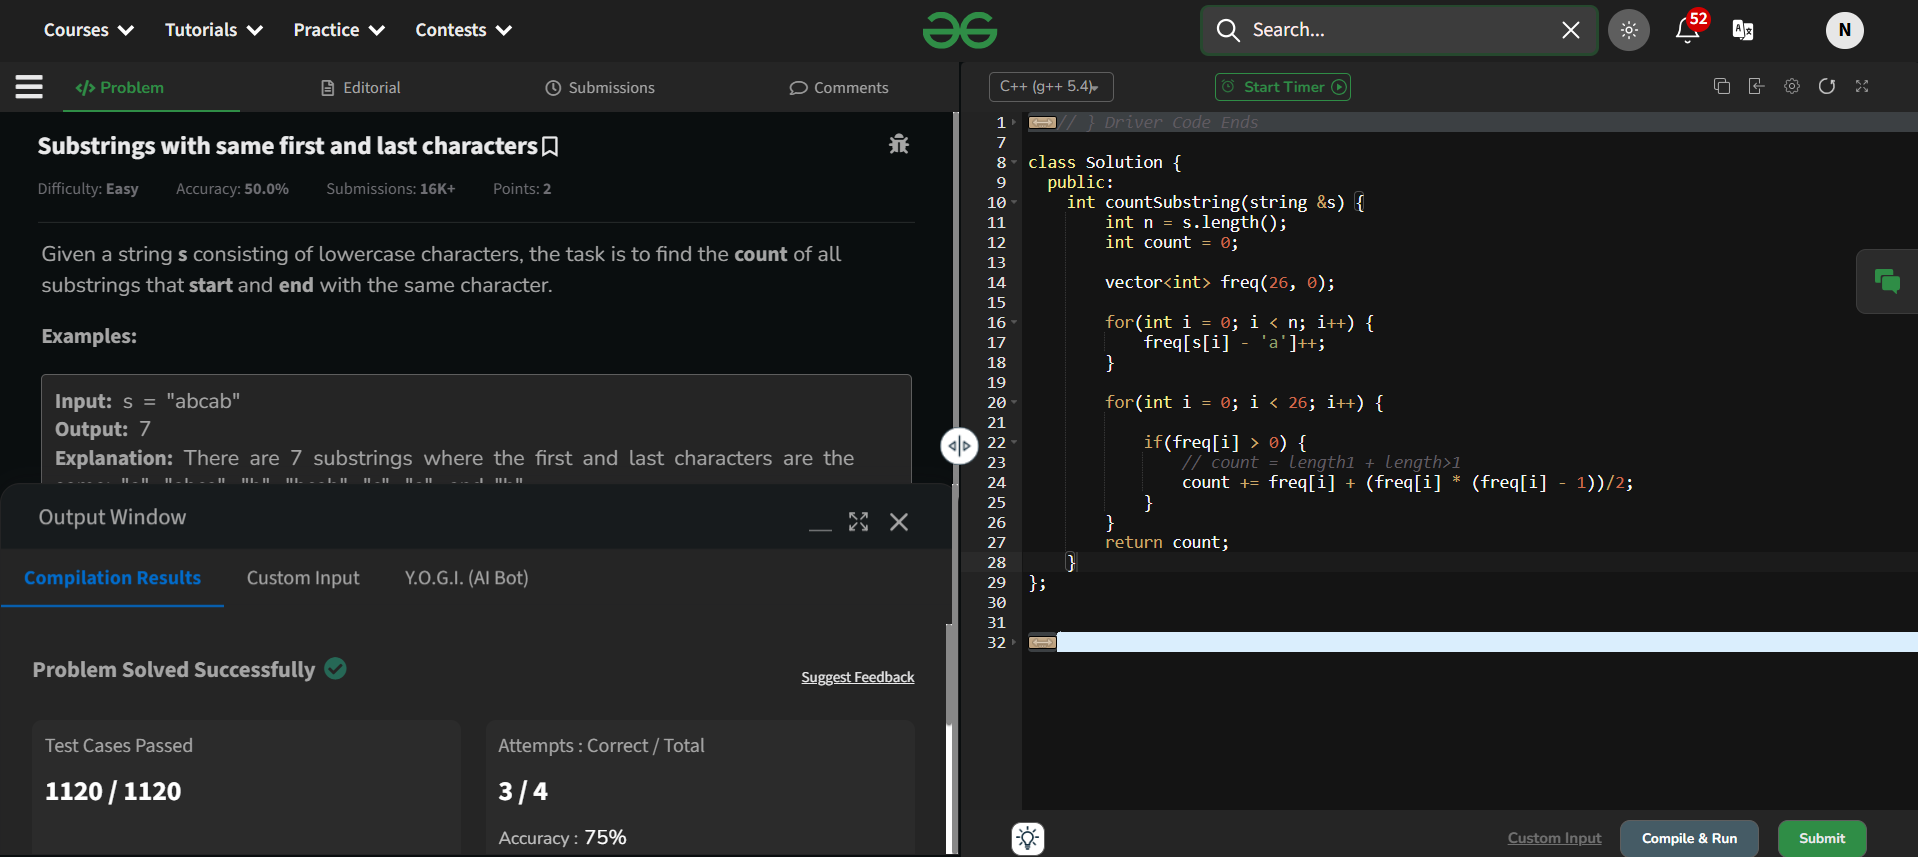 Courses Tutorials Practice Contests
Search...
52
N
Problem Editorial Submissions Comments
C++ (g++ 5.4)
Start Timer
Substrings with same first and last characters
Difficulty: Easy Accuracy: 50.0% Submissions: 16K+ Points: 2
Given a string s consisting of lowercase characters, the task is to find the count of all
substrings that start and end with the same character.
Examples:
Input: s = "abcab"
Output: 7
Explanation: There are 7 substrings where the first and last characters are the
Output Window
Compilation Results Custom Input Y.O.G.I. (AI Bot)
Problem Solved Successfully
Suggest Feedback
Test Cases Passed
1120 / 1120
Attempts : Correct / Total
3 / 4
Accuracy : 75%
1 // } Driver Code Ends
7
8 class Solution {
9 public:
10 int countSubstring(string &s) {
11 int n = s.length();
12 int count = 0;
13
14 vector<int> freq(26, 0);
15
16 for(int i = 0; i < n; i++) {
17 freq[s[i] - 'a']++;
18 }
19
20 for(int i = 0; i < 26; i++) {
21
22 if(freq[i] > 0) {
23 // count = length1 + length>1
24 count += freq[i] + (freq[i] * (freq[i] - 1))/2;
25 }
26 }
27 return count;
28 }
29 };
30
31
32
Custom Input
Compile & Run
Submit